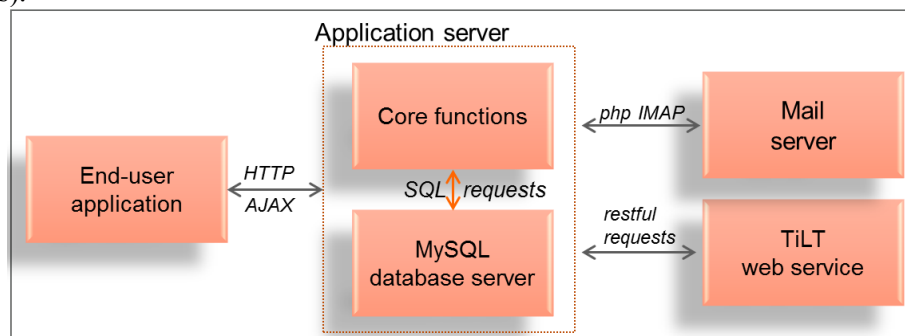 Application server
Core functions
SQL requests
MySQL
database server
End-user
application
HTTP
AJAX
php IMAP
Mail
server
restful
requests
TiLT
web service